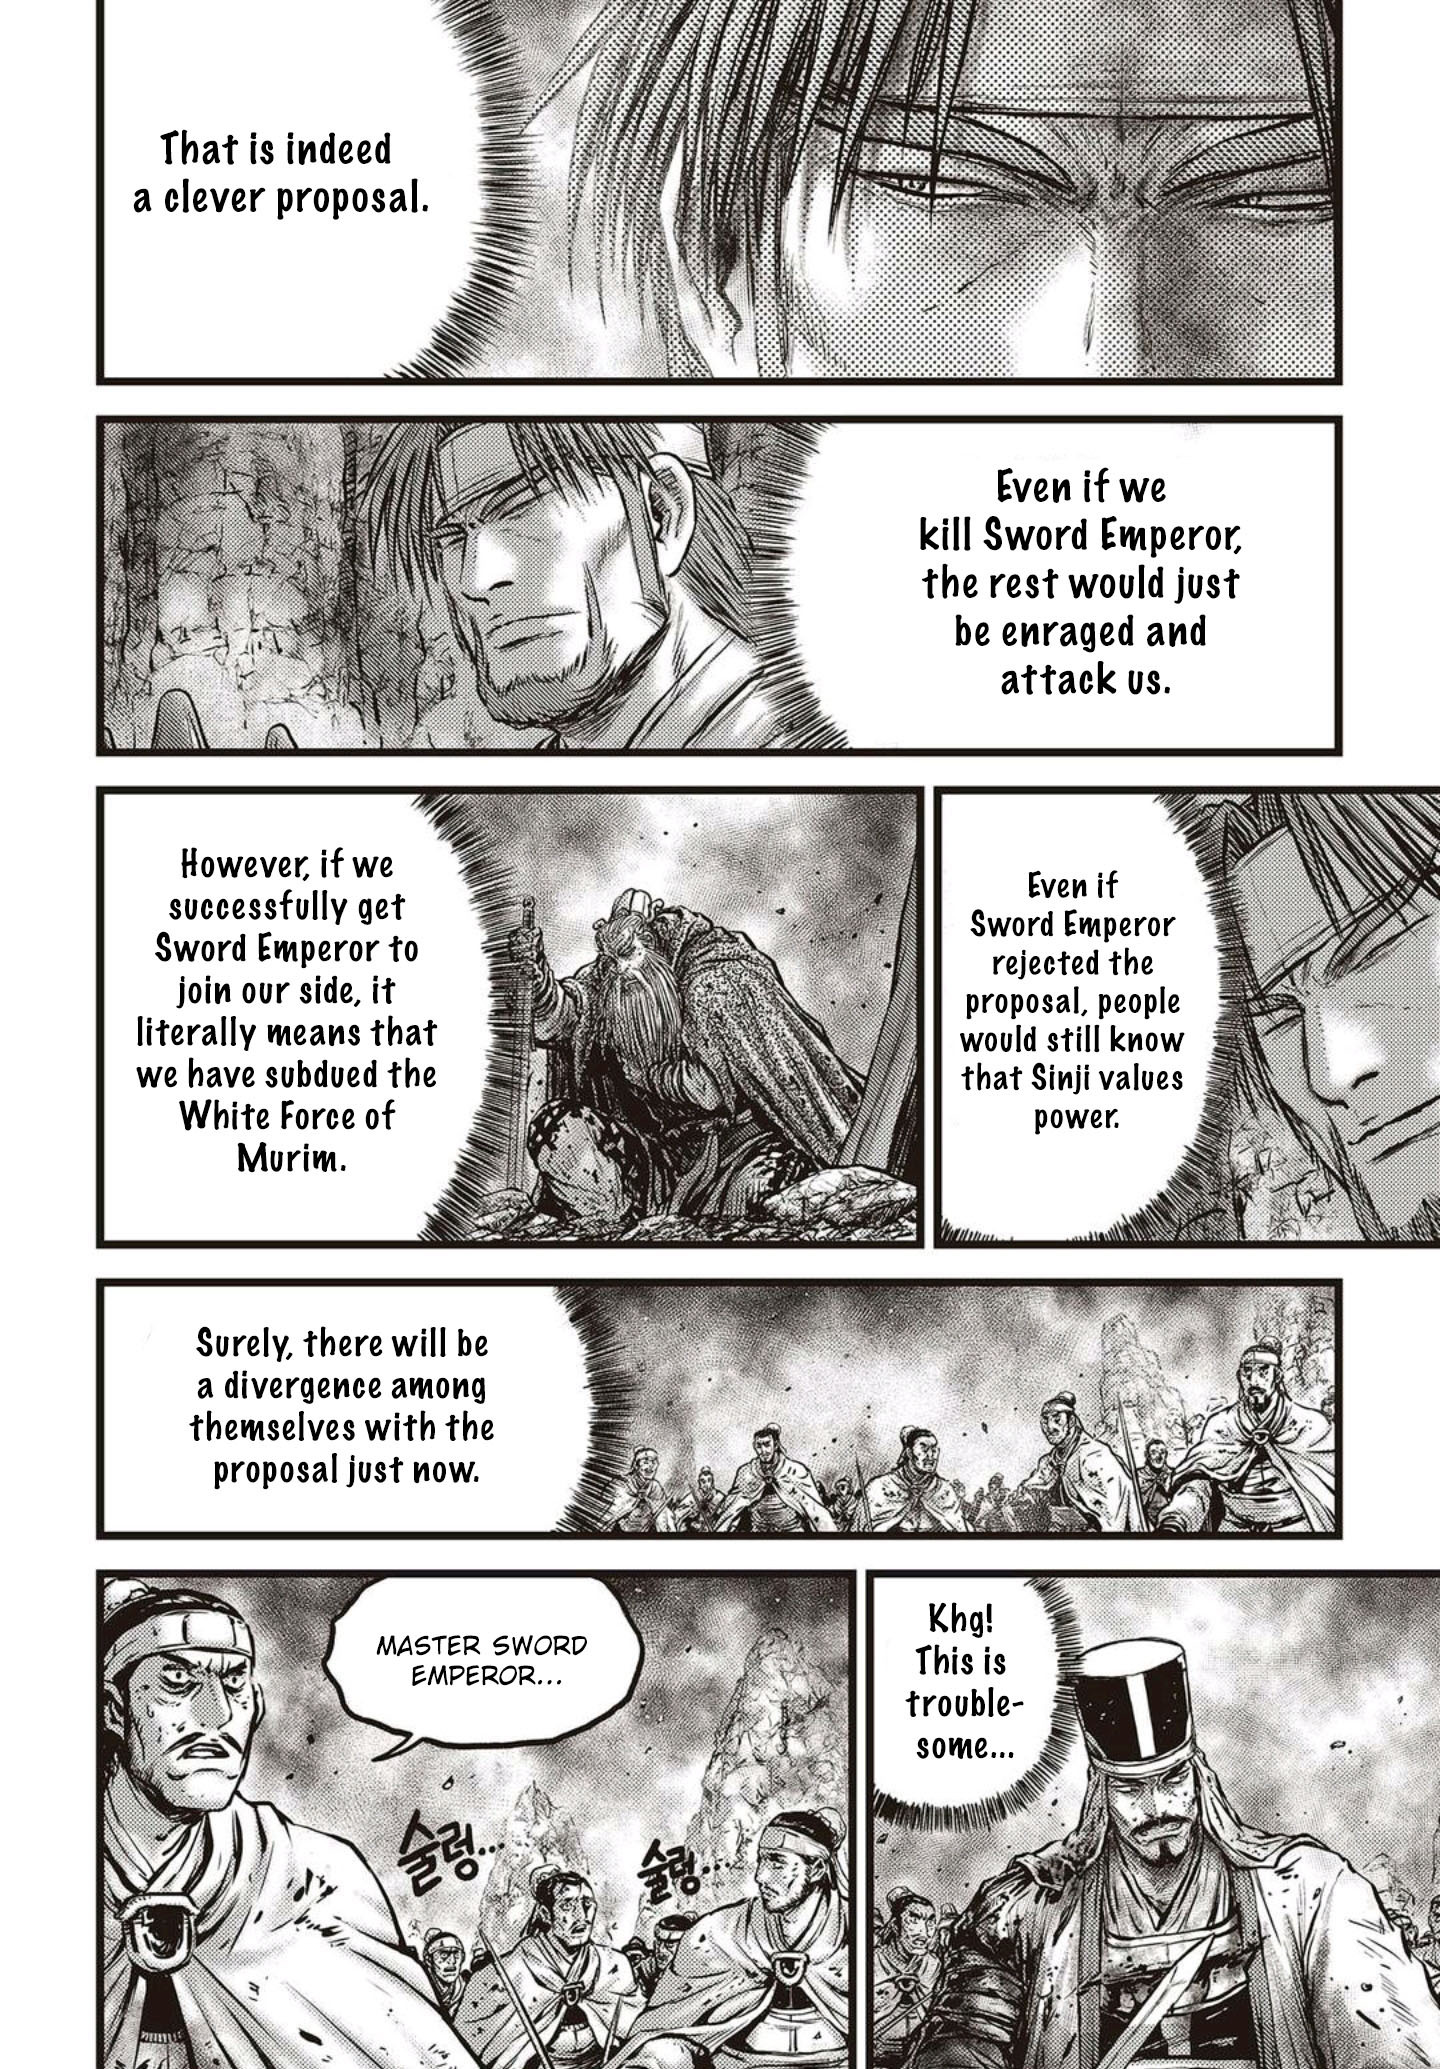 That is indeed
a clever proposal.
Even if we
kill Sword Emperor,
the rest would just
be enraged and
attack us.
However, if we
successfully get
Sword Emperor to
join our side, it
literally means that
we have subdued the
White Force of
Murim.
Even if
Sword Emperor
rejected the
proposal, people
would still know
that Sinji values
power.
Surely, there will be
a divergence among
themselves with the
proposal just now.
MASTER SWORD
EMPEROR...
술렁...
술렁...
Khg!
This is
trouble-
some...